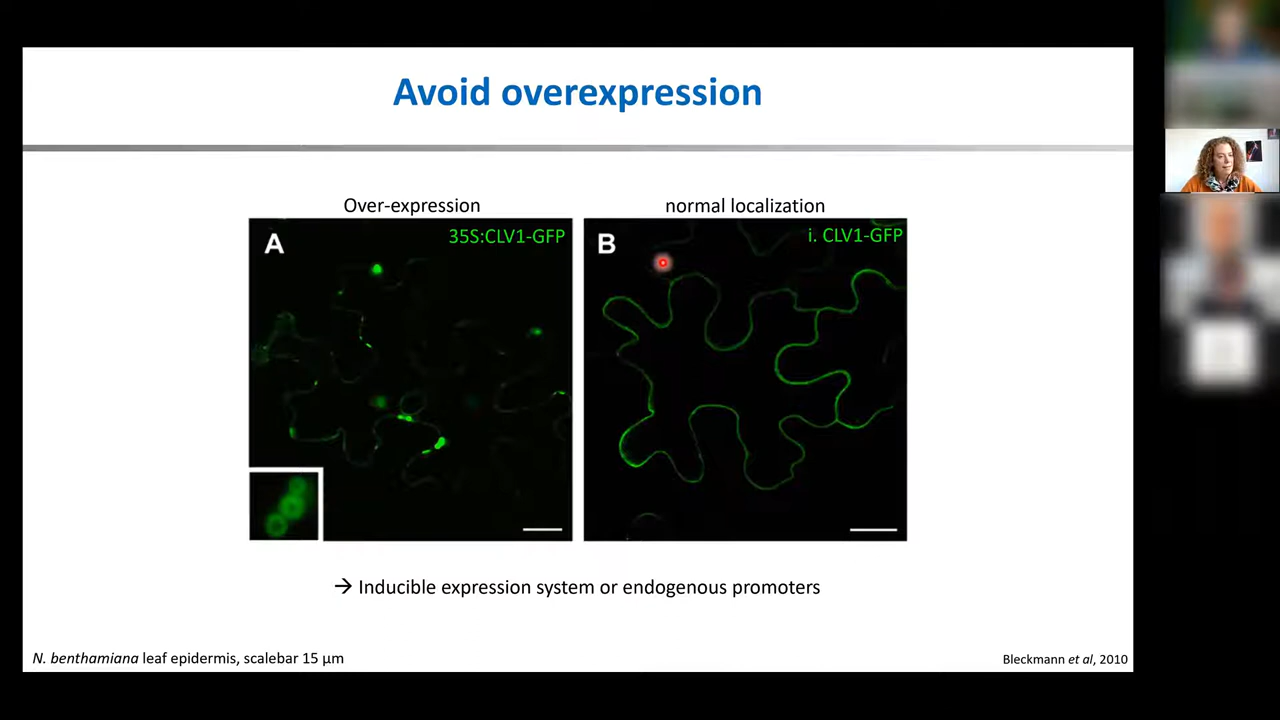 Avoid overexpression
Over-expression
normal localization
A
35S:CLV1-GFP
B
i. CLV1-GFP
→ Inducible expression system or endogenous promoters
N. benthamiana leaf epidermis, scalebar 15 µm
Bleckmann et al, 2010